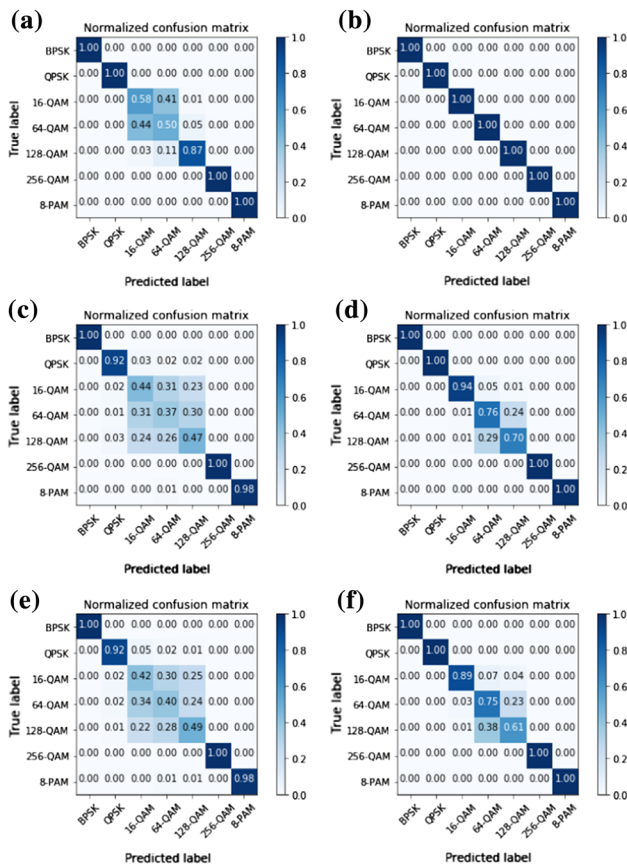 (a)
Normalized confusion matrix
True label
BPSK 1.00 0.00 0.00 0.00 0.00 0.00 0.00
QPSK 0.00 1.00 0.00 0.00 0.00 0.00 0.00
16-QAM 0.00 0.00 0.58 0.41 0.01 0.00 0.00
64-QAM 0.00 0.00 0.44 0.50 0.05 0.00 0.00
128-QAM 0.00 0.00 0.03 0.11 0.87 0.00 0.00
256-QAM 0.00 0.00 0.00 0.00 0.00 1.00 0.00
8-PAM 0.00 0.00 0.00 0.00 0.00 0.00 1.00
BPSK QPSK 16-QAM 64-QAM 128-QAM 256-QAM 8-PAM
Predicted label
1.0
0.8
0.6
0.4
0.2
0.0
(b)
Normalized confusion matrix
True label
BPSK 1.00 0.00 0.00 0.00 0.00 0.00 0.00
QPSK 0.00 1.00 0.00 0.00 0.00 0.00 0.00
16-QAM 0.00 0.00 1.00 0.00 0.00 0.00 0.00
64-QAM 0.00 0.00 0.00 1.00 0.00 0.00 0.00
128-QAM 0.00 0.00 0.00 0.00 1.00 0.00 0.00
256-QAM 0.00 0.00 0.00 0.00 0.00 1.00 0.00
8-PAM 0.00 0.00 0.00 0.00 0.00 0.00 1.00
BPSK QPSK 16-QAM 64-QAM 128-QAM 256-QAM 8-PAM
Predicted label
1.0
0.8
0.6
0.4
0.2
0.0
(c)
Normalized confusion matrix
True label
BPSK 1.00 0.00 0.00 0.00 0.00 0.00 0.00
QPSK 0.00 0.92 0.03 0.02 0.02 0.00 0.00
16-QAM 0.00 0.02 0.44 0.31 0.23 0.00 0.00
64-QAM 0.00 0.01 0.31 0.37 0.30 0.00 0.00
128-QAM 0.00 0.03 0.24 0.26 0.47 0.00 0.00
256-QAM 0.00 0.00 0.00 0.00 0.00 1.00 0.00
8-PAM 0.00 0.00 0.00 0.01 0.00 0.00 0.98
BPSK QPSK 16-QAM 64-QAM 128-QAM 256-QAM 8-PAM
Predicted label
1.0
0.8
0.6
0.4
0.2
0.0
(d)
Normalized confusion matrix
True label
BPSK 1.00 0.00 0.00 0.00 0.00 0.00 0.00
QPSK 0.00 1.00 0.00 0.00 0.00 0.00 0.00
16-QAM 0.00 0.00 0.94 0.05 0.01 0.00 0.00
64-QAM 0.00 0.00 0.01 0.76 0.24 0.00 0.00
128-QAM 0.00 0.00 0.01 0.29 0.70 0.00 0.00
256-QAM 0.00 0.00 0.00 0.00 0.00 1.00 0.00
8-PAM 0.00 0.00 0.00 0.00 0.00 0.00 1.00
BPSK QPSK 16-QAM 64-QAM 128-QAM 256-QAM 8-PAM
Predicted label
1.0
0.8
0.6
0.4
0.2
0.0
(e)
Normalized confusion matrix
True label
BPSK 1.00 0.00 0.00 0.00 0.00 0.00 0.00
QPSK 0.00 0.92 0.05 0.02 0.01 0.00 0.00
16-QAM 0.00 0.02 0.42 0.30 0.25 0.00 0.00
64-QAM 0.00 0.02 0.34 0.40 0.24 0.00 0.00
128-QAM 0.00 0.01 0.22 0.28 0.49 0.00 0.00
256-QAM 0.00 0.00 0.00 0.00 0.00 1.00 0.00
8-PAM 0.00 0.00 0.00 0.01 0.01 0.00 0.98
BPSK QPSK 16-QAM 64-QAM 128-QAM 256-QAM 8-PAM
Predicted label
1.0
0.8
0.6
0.4
0.2
0.0
(f)
Normalized confusion matrix
True label
BPSK 1.00 0.00 0.00 0.00 0.00 0.00 0.00
QPSK 0.00 1.00 0.00 0.00 0.00 0.00 0.00
16-QAM 0.00 0.00 0.89 0.07 0.04 0.00 0.00
64-QAM 0.00 0.00 0.03 0.75 0.23 0.00 0.00
128-QAM 0.00 0.00 0.01 0.38 0.61 0.00 0.00
256-QAM 0.00 0.00 0.00 0.00 0.00 1.00 0.00
8-PAM 0.00 0.00 0.00 0.00 0.00 0.00 1.00
BPSK QPSK 16-QAM 64-QAM 128-QAM 256-QAM 8-PAM
Predicted label
1.0
0.8
0.6
0.4
0.2
0.0